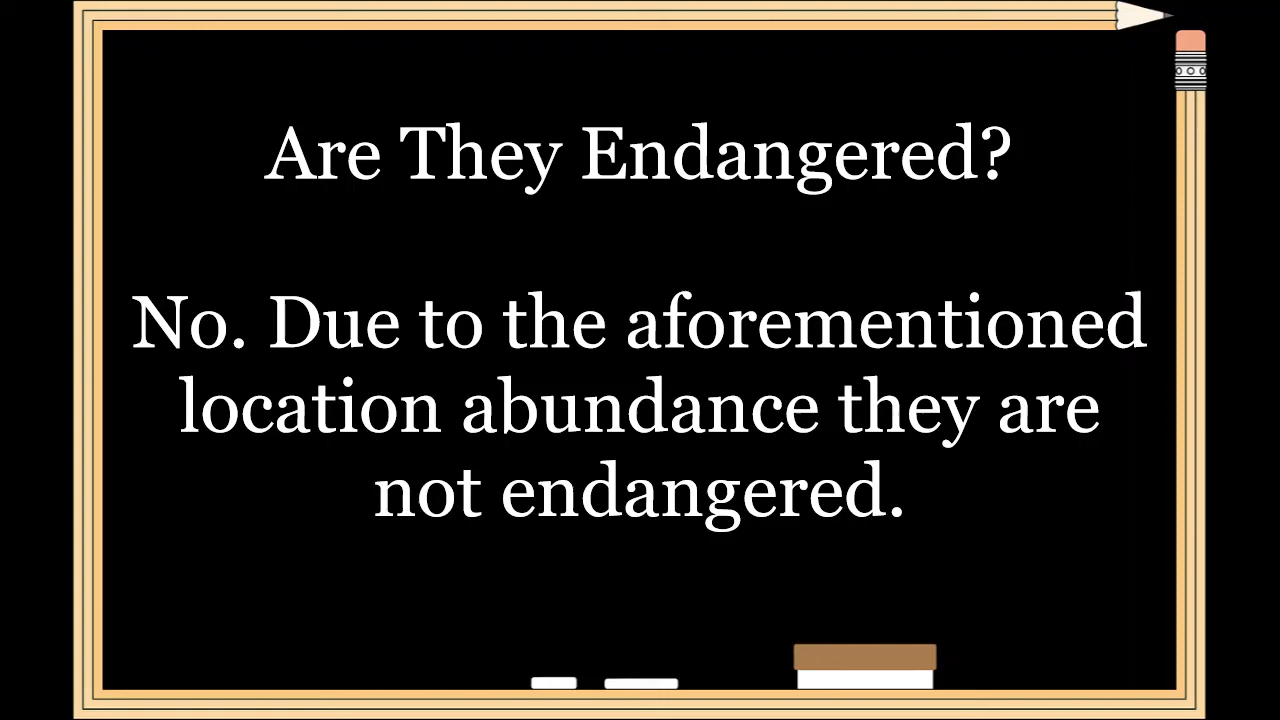 Are They Endangered?
No. Due to the aforementioned
location abundance they are
not endangered.